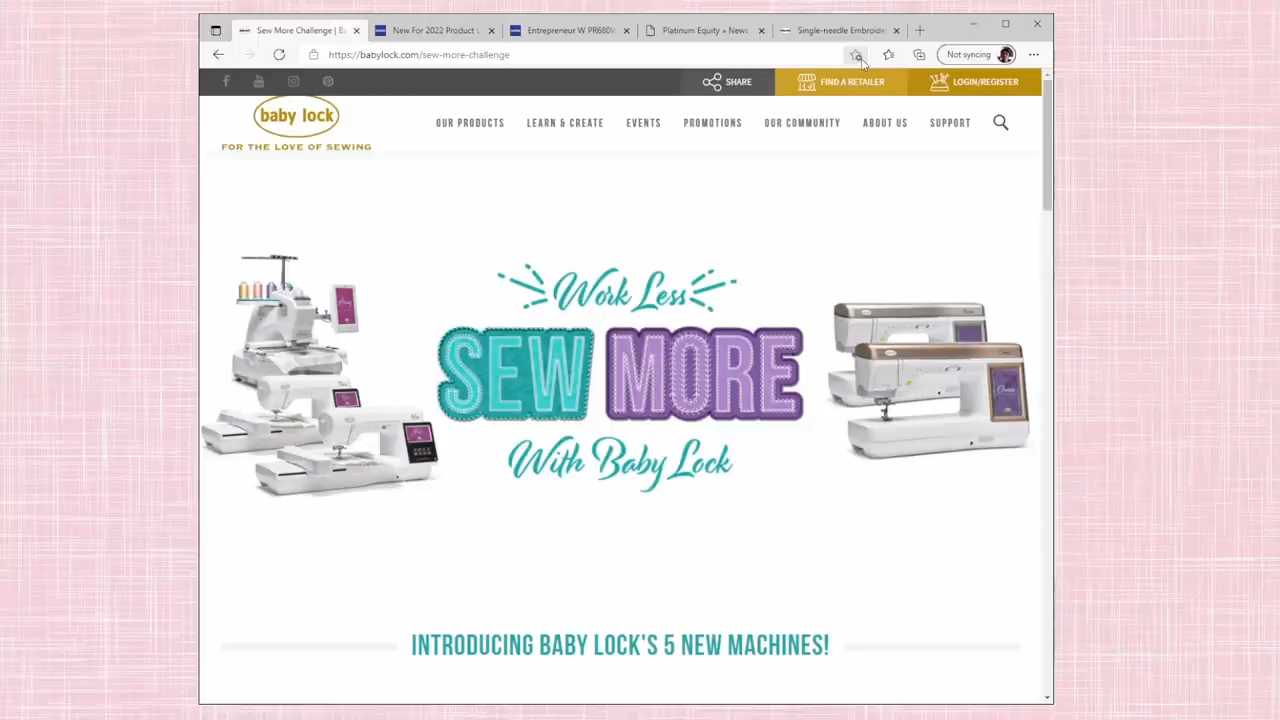 Sew More Challenge | B
New For 2022 Product L
Entrepreneur W PR680W
Platinum Equity » News
Single-needle Embroide
https://babylock.com/sew-more-challenge
Not syncing
SHARE
FIND A RETAILER
LOGIN/REGISTER
baby lock
FOR THE LOVE OF SEWING
OUR PRODUCTS
LEARN & CREATE
EVENTS
PROMOTIONS
OUR COMMUNITY
ABOUT US
SUPPORT
Work Less
SEW MORE
With Baby Lock
INTRODUCING BABY LOCK'S 5 NEW MACHINES!